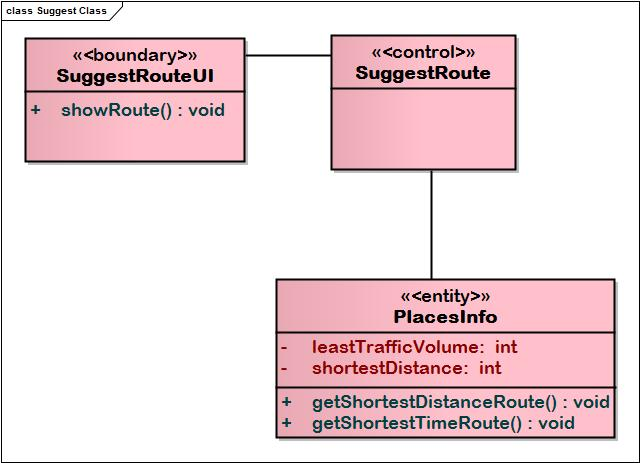 class Suggest Class
««boundary»»
SuggestRouteUI
+ showRoute() : void
««control»»
SuggestRoute
««entity»»
PlacesInfo
- leastTrafficVolume: int
- shortestDistance: int
+ getShortestDistanceRoute() : void
+ getShortestTimeRoute() : void